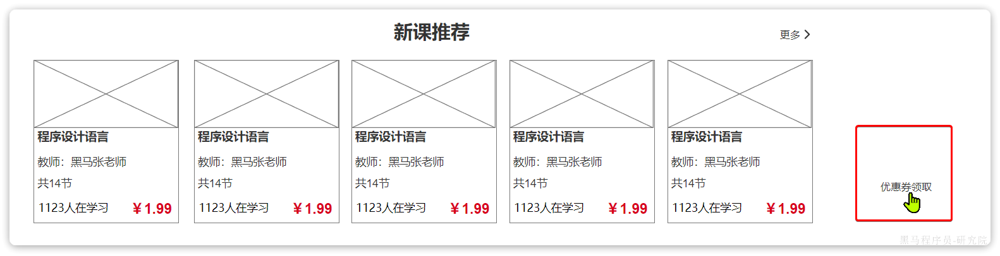 新课推荐
更多
程序设计语言 程序设计语言 程序设计语言 程序设计语言 程序设计语言
教师：黑马张老师 教师：黑马张老师 教师：黑马张老师 教师：黑马张老师 教师：黑马张老师
共14节 共14节 共14节 共14节 共14节
1123人在学习 ￥1.99 1123人在学习 ￥1.99 1123人在学习 ￥1.99 1123人在学习 ￥1.99 1123人在学习 ￥1.99
优惠券领取
黑马程序员-研究院